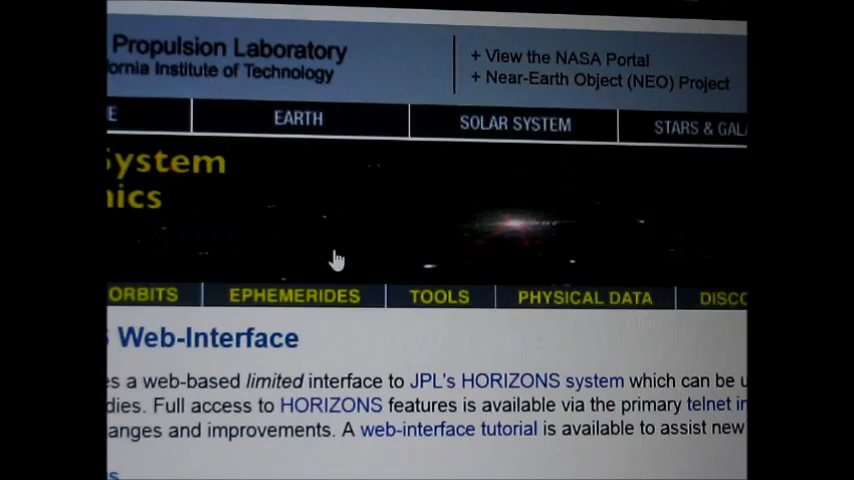 Propulsion Laboratory
+ View the NASA Portal
fornia Institute of Technology
+ Near-Earth Object (NEO) Project
E
EARTH
SOLAR SYSTEM
STARS & GAL
System
ics
ORBITS
EPHEMERIDES
TOOLS
PHYSICAL DATA
DISCO
S Web-Interface
es a web-based limited interface to JPL's HORIZONS system which can be u
dies. Full access to HORIZONS features is available via the primary telnet in
anges and improvements. A web-interface tutorial is available to assist new
s